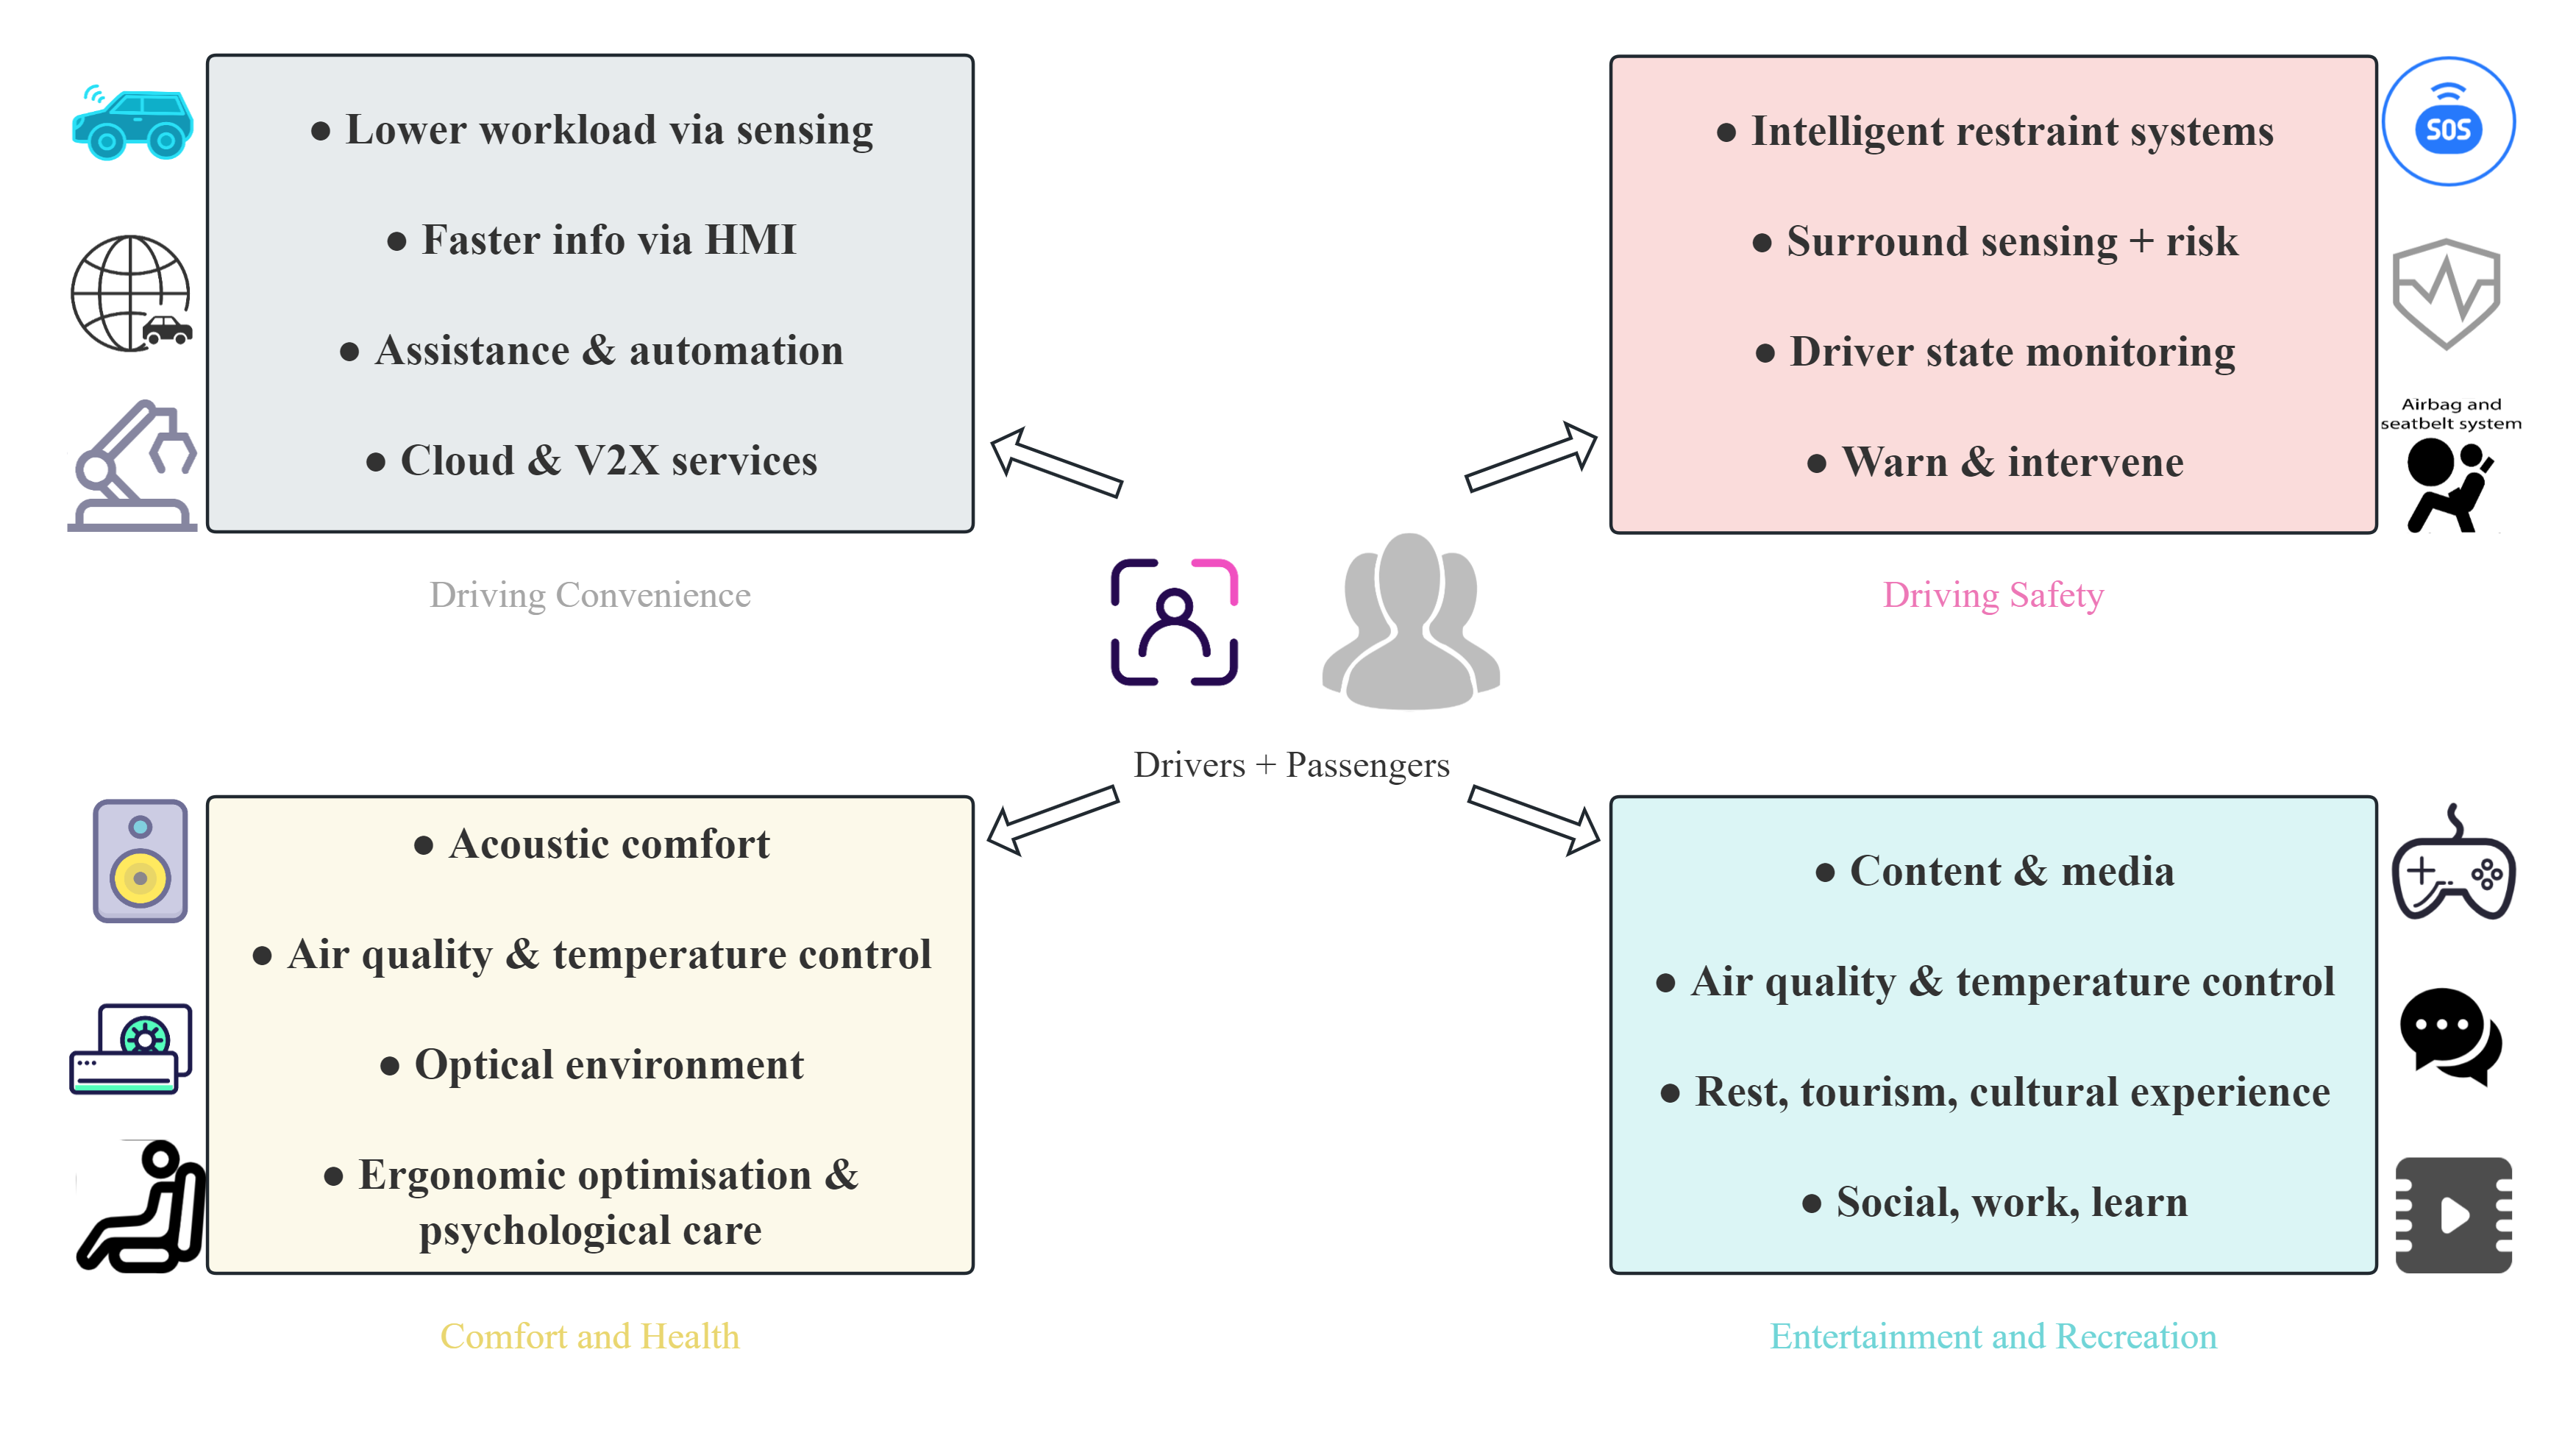 ● Lower workload via sensing
● Faster info via HMI
● Assistance & automation
● Cloud & V2X services
Driving Convenience
● Intelligent restraint systems
● Surround sensing + risk
● Driver state monitoring
● Warn & intervene
SOS
Airbag and
seatbelt system
Driving Safety
Drivers + Passengers
● Acoustic comfort
● Air quality & temperature control
● Optical environment
● Ergonomic optimisation &
psychological care
Comfort and Health
● Content & media
● Air quality & temperature control
● Rest, tourism, cultural experience
● Social, work, learn
Entertainment and Recreation